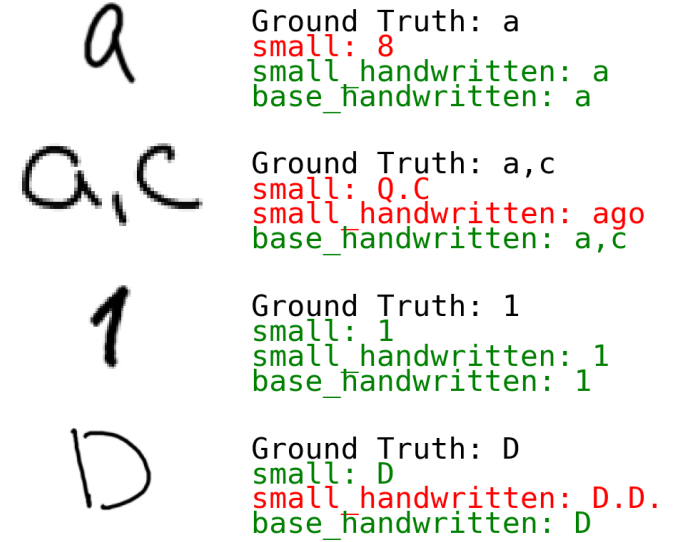 a
Ground Truth: a
small: 8
small_handwritten: a
base_handwritten: a
a,c
Ground Truth: a,c
small: Q.C
small_handwritten: ago
base_handwritten: a,c
1
Ground Truth: 1
small: 1
small_handwritten: 1
base_handwritten: 1
D
Ground Truth: D
small: D
small_handwritten: D.D.
base_handwritten: D